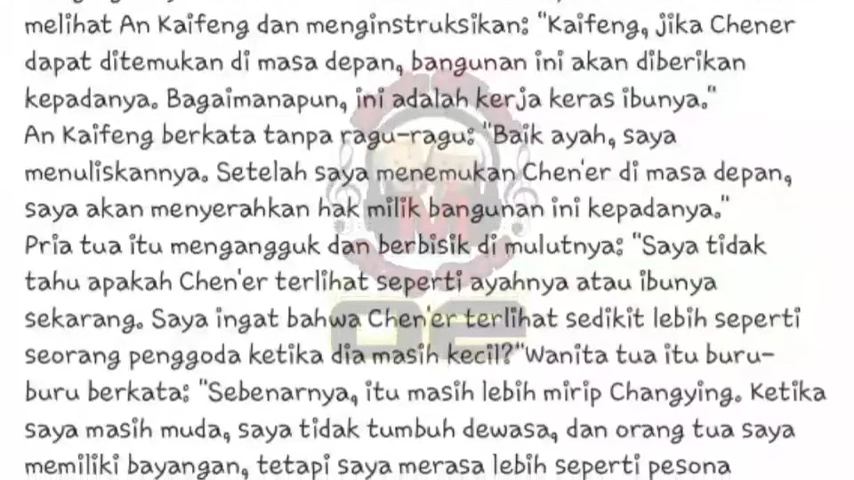 melihat An Kaifeng dan menginstruksikan: "Kaifeng, jika Chener
dapat ditemukan di masa depan, bangunan ini akan diberikan
kepadanya. Bagaimanapun, ini adalah kerja keras ibunya."
An Kaifeng berkata tanpa ragu-ragu: "Baik ayah, saya
menuliskannya. Setelah saya menemukan Chen'er di masa depan,
saya akan menyerahkan hak milik bangunan ini kepadanya."
Pria tua itu mengangguk dan berbisik di mulutnya: "Saya tidak
tahu apakah Chen'er terlihat seperti ayahnya atau ibunya
sekarang. Saya ingat bahwa Chen'er terlihat sedikit lebih seperti
seorang penggoda ketika dia masih kecil?"Wanita tua itu buru-
buru berkata: "Sebenarnya, itu masih lebih mirip Changying. Ketika
saya masih muda, saya tidak tumbuh dewasa, dan orang tua saya
memiliki bayangan, tetapi saya merasa lebih seperti pesona